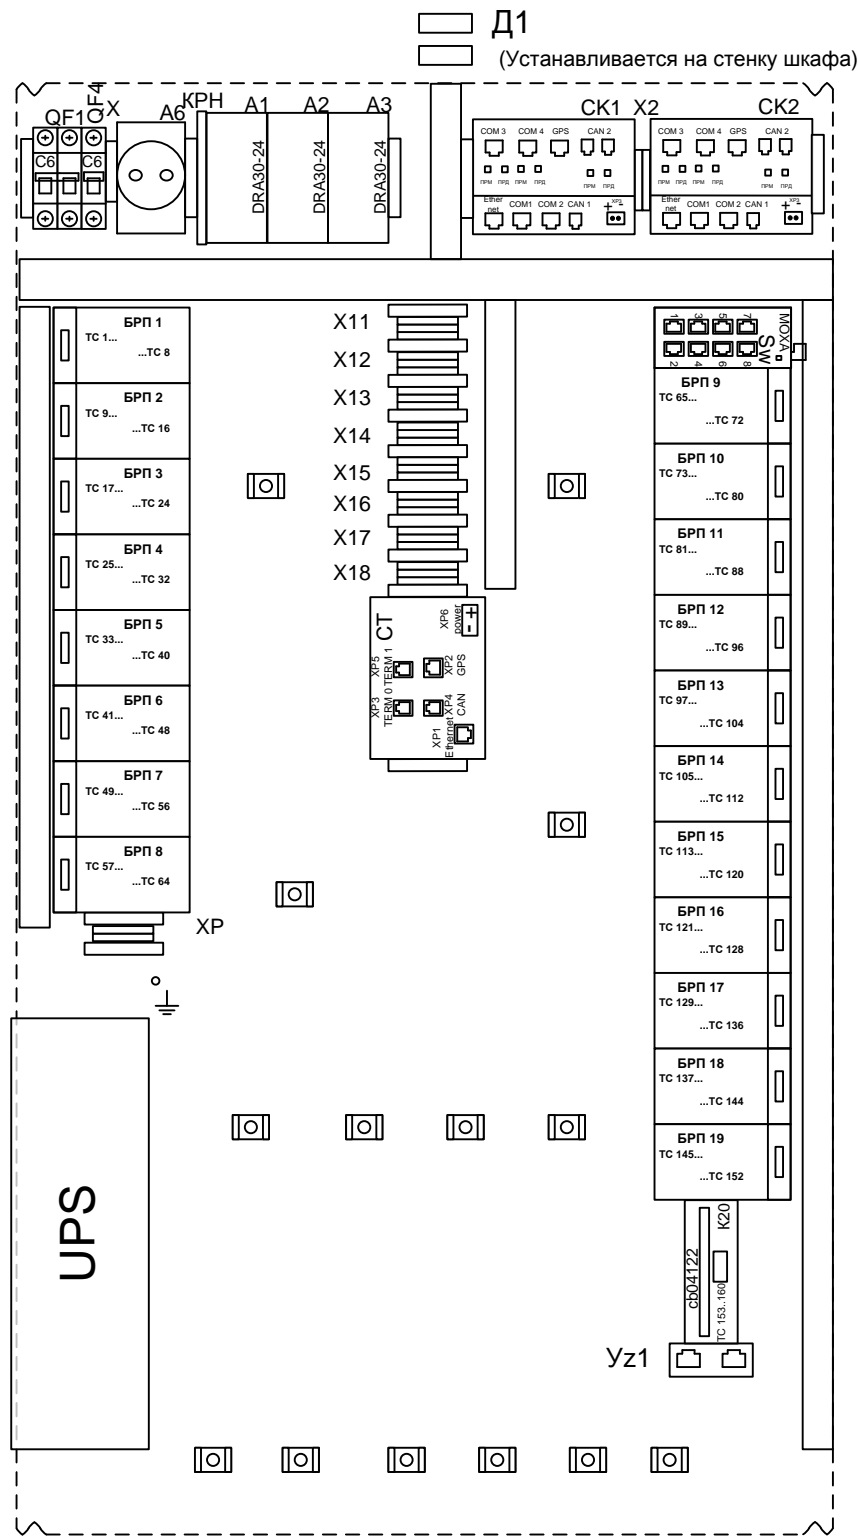 Д1
(Устанавливается на стенку шкафа)
QF1
QF4
X
A6
КРН
A1
A2
A3
C6
C6
DRA30-24
DRA30-24
DRA30-24
СК1
X2
СК2
COM 3
COM 4
GPS
CAN 2
ПРМ
ПРД
ПРМ
ПРД
ПРМ
ПРД
Ether
net
COM1
COM 2
CAN 1
XP3
+ -
COM 3
COM 4
GPS
CAN 2
ПРМ
ПРД
ПРМ
ПРД
ПРМ
ПРД
Ether
net
COM1
COM 2
CAN 1
XP3
+ -
БРП 1
ТС 1...
...ТС 8
БРП 2
ТС 9...
...ТС 16
БРП 3
ТС 17...
...ТС 24
БРП 4
ТС 25...
...ТС 32
БРП 5
ТС 33...
...ТС 40
БРП 6
ТС 41...
...ТС 48
БРП 7
ТС 49...
...ТС 56
БРП 8
ТС 57...
...ТС 64
XP
UPS
X11
X12
X13
X14
X15
X16
X17
X18
СТ
XP6
power
- +
XP5
TERM 1
XP2
GPS
XP3
TERM 0
XP4
CAN
XP1
Ethernet
1
3
5
7
2
4
6
8
Sw
MOXA
БРП 9
ТС 65...
...ТС 72
БРП 10
ТС 73...
...ТС 80
БРП 11
ТС 81...
...ТС 88
БРП 12
ТС 89...
...ТС 96
БРП 13
ТС 97...
...ТС 104
БРП 14
ТС 105...
...ТС 112
БРП 15
ТС 113...
...ТС 120
БРП 16
ТС 121...
...ТС 128
БРП 17
ТС 129...
...ТС 136
БРП 18
ТС 137...
...ТС 144
БРП 19
ТС 145...
...ТС 152
K20
cb04122
ТС 153..160
Уz1